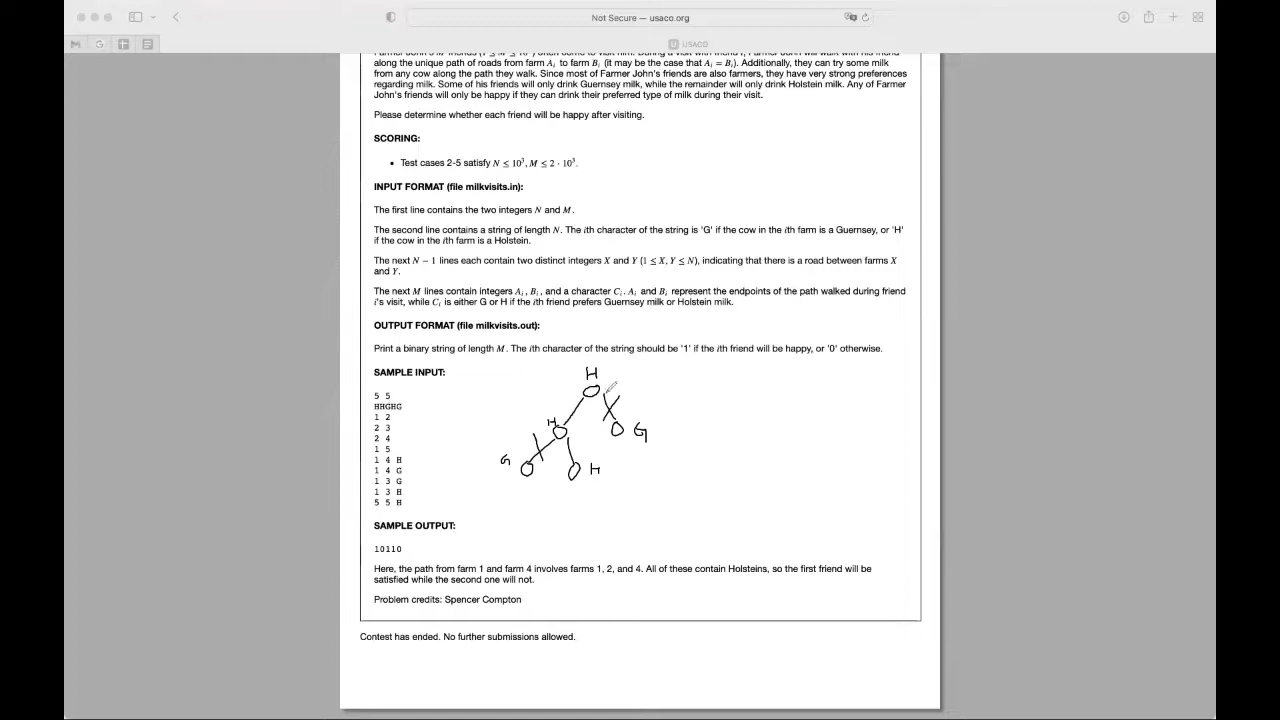 Not Secure — usaco.org
USACO
along the unique path of roads from farm Aᵢ to farm Bᵢ (it may be the case that Aᵢ = Bᵢ). Additionally, they can try some milk
from any cow along the path they walk. Since most of Farmer John's friends are also farmers, they have very strong preferences
regarding milk. Some of his friends will only drink Guernsey milk, while the remainder will only drink Holstein milk. Any of Farmer
John's friends will only be happy if they can drink their preferred type of milk during their visit.
Please determine whether each friend will be happy after visiting.
SCORING:
• Test cases 2-5 satisfy N ≤ 10³, M ≤ 2 · 10³.
INPUT FORMAT (file milkvisits.in):
The first line contains the two integers N and M.
The second line contains a string of length N. The ith character of the string is 'G' if the cow in the ith farm is a Guernsey, or 'H'
if the cow in the ith farm is a Holstein.
The next N − 1 lines each contain two distinct integers X and Y (1 ≤ X, Y ≤ N), indicating that there is a road between farms X
and Y.
The next M lines contain integers Aᵢ, Bᵢ, and a character Cᵢ. Aᵢ and Bᵢ represent the endpoints of the path walked during friend
i's visit, while Cᵢ is either G or H if the ith friend prefers Guernsey milk or Holstein milk.
OUTPUT FORMAT (file milkvisits.out):
Print a binary string of length M. The ith character of the string should be '1' if the ith friend will be happy, or '0' otherwise.
SAMPLE INPUT:
5 5
HHGHG
1 2
2 3
2 4
1 5
1 4 H
1 4 G
1 3 G
1 3 H
5 5 H
H
H
G
G
H
SAMPLE OUTPUT:
10110
Here, the path from farm 1 and farm 4 involves farms 1, 2, and 4. All of these contain Holsteins, so the first friend will be
satisfied while the second one will not.
Problem credits: Spencer Compton
Contest has ended. No further submissions allowed.